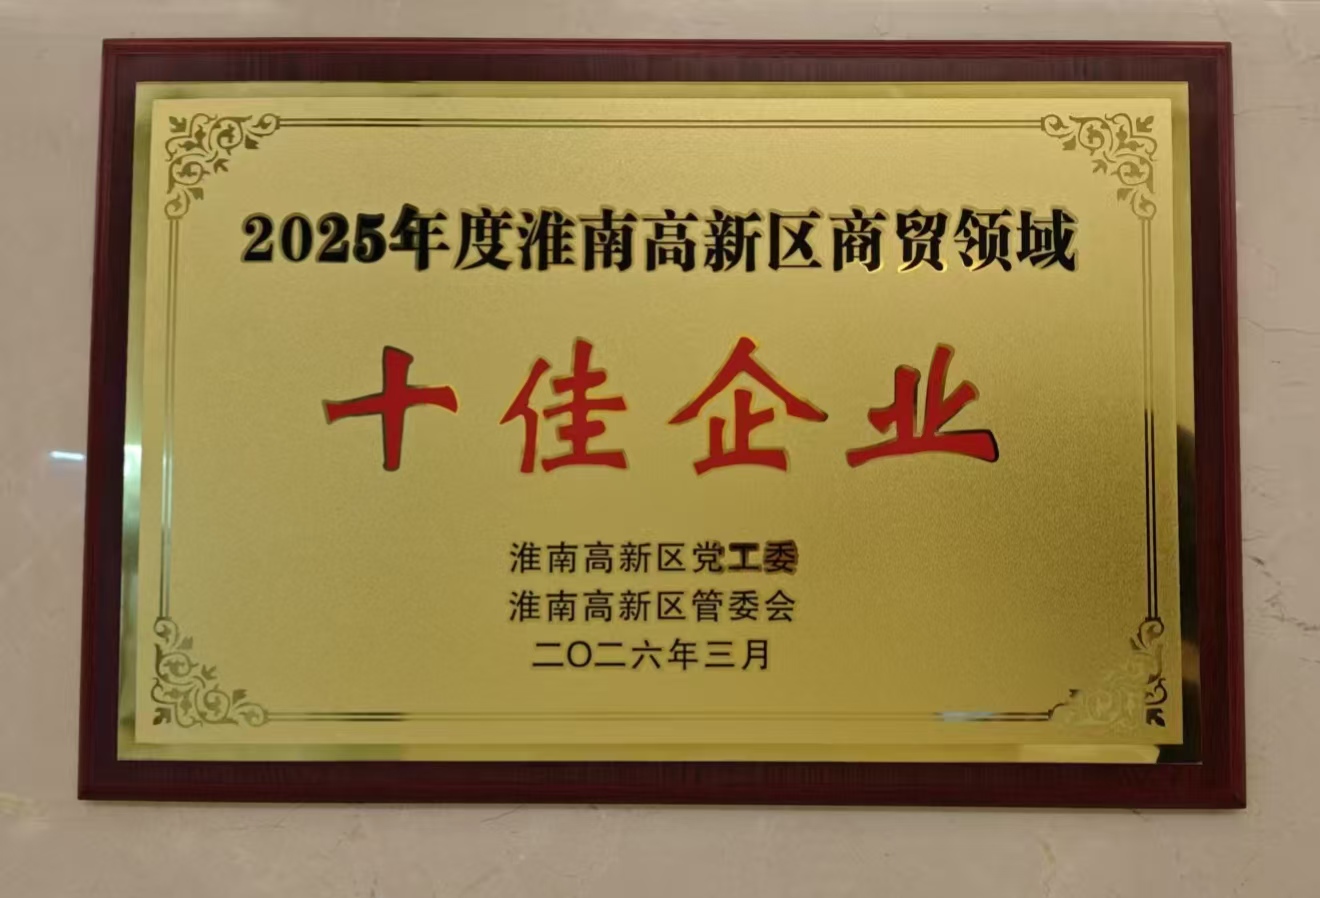 2025年度淮南高新区商贸领域
十佳企业
淮南高新区党工委
淮南高新区管委会
二〇二六年三月